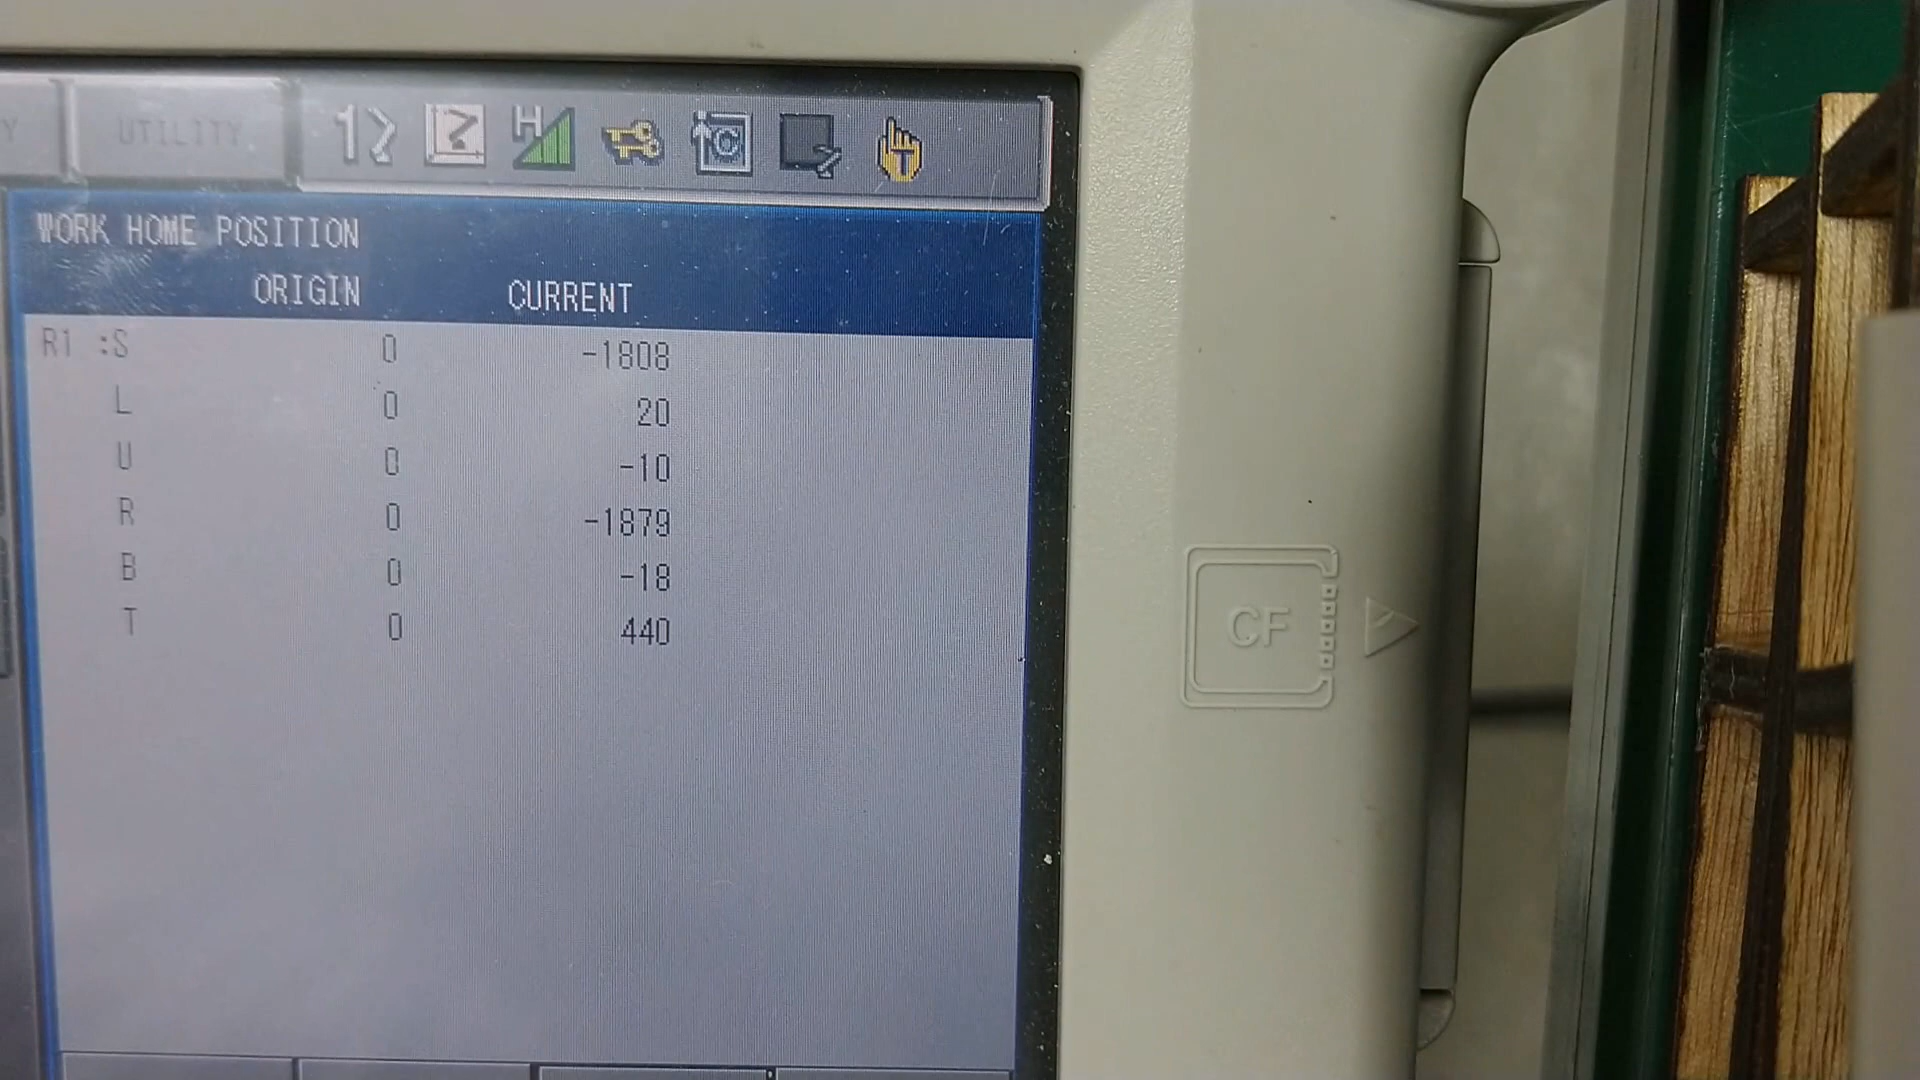 Y UTILITY
WORK HOME POSITION
ORIGIN CURRENT
R1 :S 0 -1808
L 0 20
U 0 -10
R 0 -1879
B 0 -18
T 0 440
CF